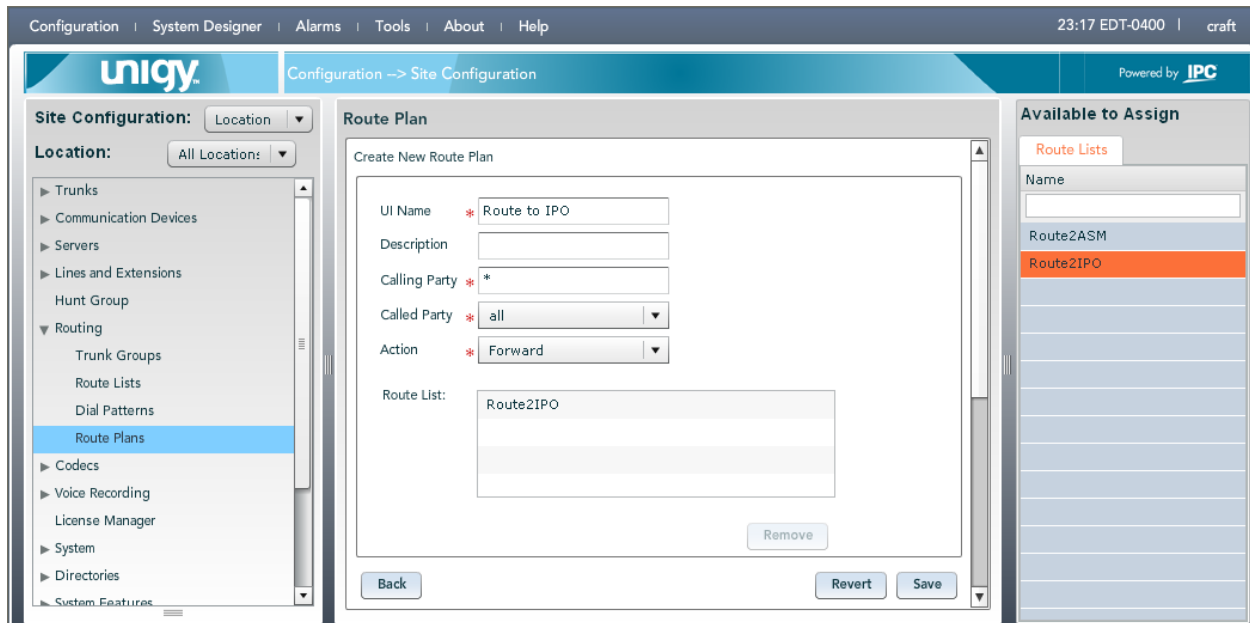 Configuration | System Designer | Alarms | Tools | About | Help 23:17 EDT-0400 | craft
unigy™ Configuration --> Site Configuration Powered by IPC
Site Configuration: Location
Location: All Locations
Trunks
Communication Devices
Servers
Lines and Extensions
Hunt Group
Routing
Trunk Groups
Route Lists
Dial Patterns
Route Plans
Codecs
Voice Recording
License Manager
System
Directories
System Features
Route Plan
Create New Route Plan
UI Name * Route to IPO
Description
Calling Party * *
Called Party * all
Action * Forward
Route List: Route2IPO
Remove
Back Revert Save
Available to Assign
Route Lists
Name
Route2ASM
Route2IPO